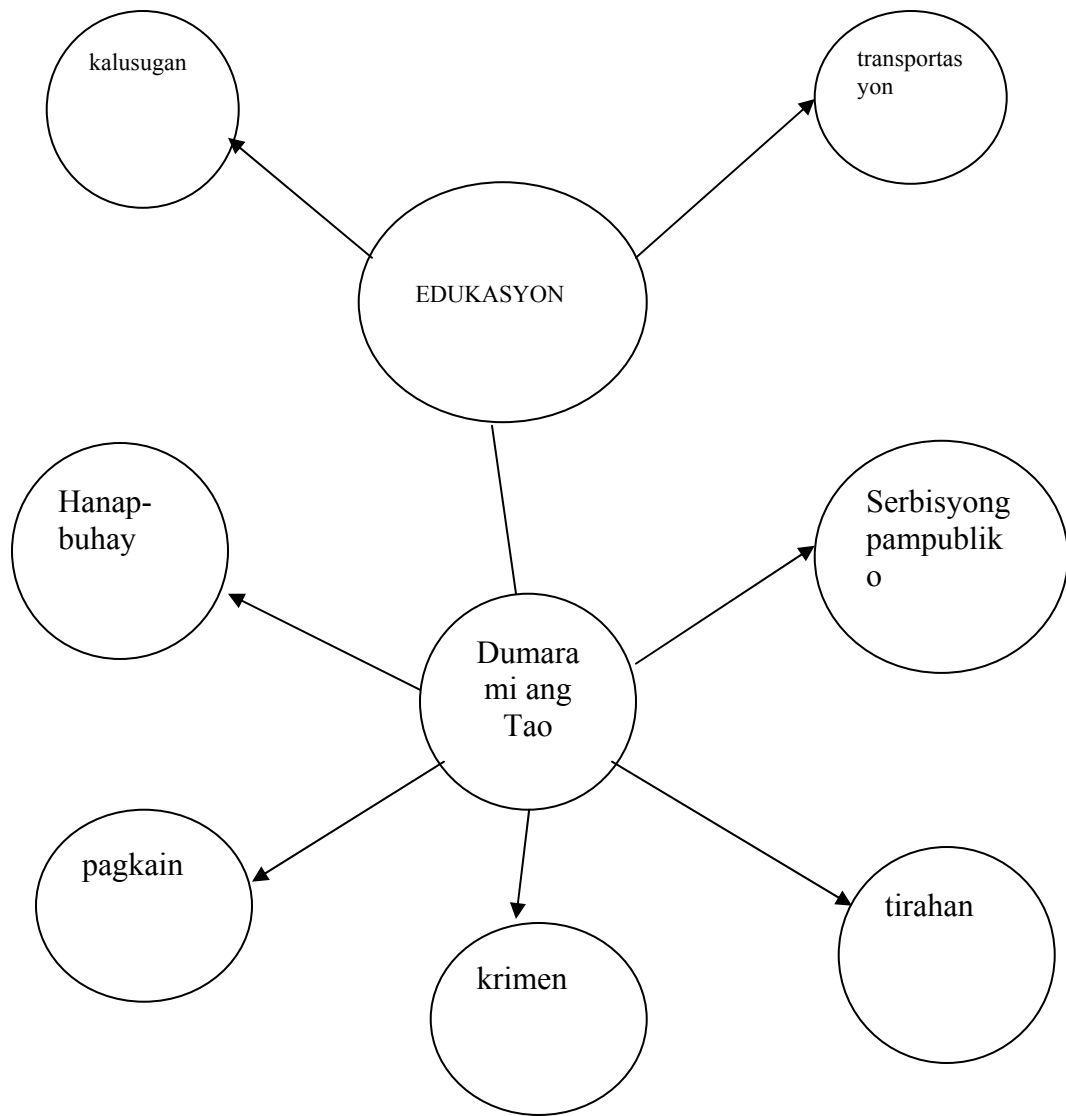 kalusugan
transportas
yon
EDUKASYON
Hanap-
buhay
Serbisyong
pampublik
o
Dumara
mi ang
Tao
pagkain
krimen
tirahan